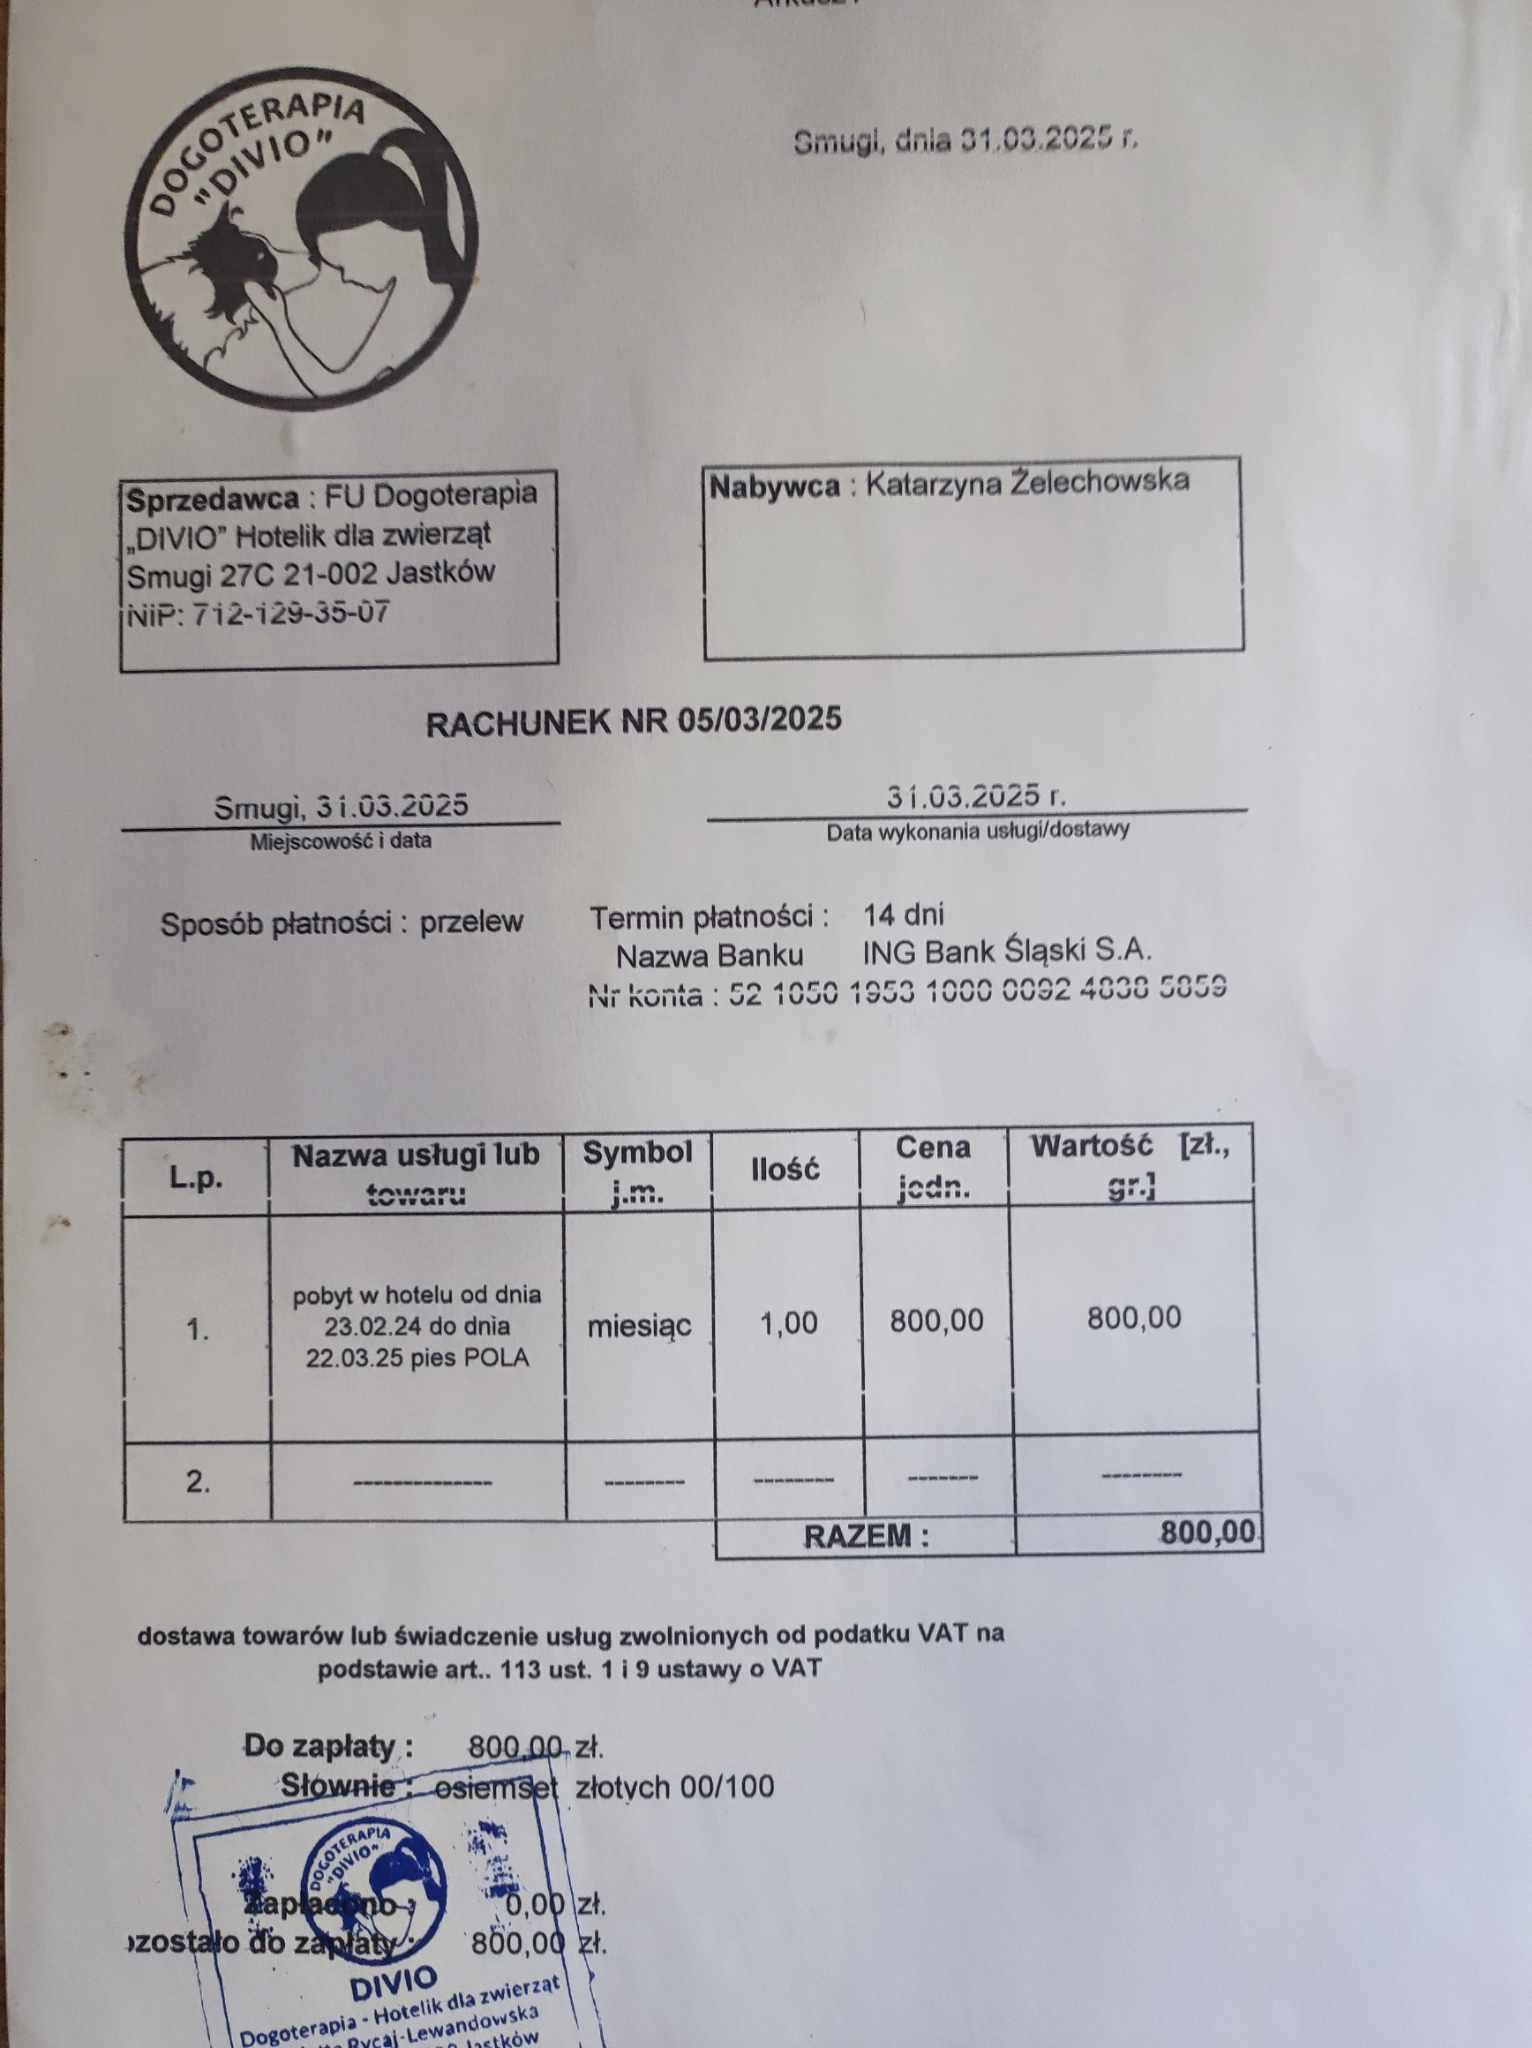 DOGOTERAPIA
"DIVIO"
Smugi, dnia 31.03.2025 r.
Sprzedawca : FU Dogoterapia
„DIVIO” Hotelik dla zwierząt
Smugi 27C 21-002 Jastków
NIP: 712-129-35-07
Nabywca : Katarzyna Żelechowska
RACHUNEK NR 05/03/2025
Smugi, 31.03.2025
Miejscowość i data
31.03.2025 r.
Data wykonania usługi/dostawy
Sposób płatności : przelew
Termin płatności : 14 dni
Nazwa Banku ING Bank Śląski S.A.
Nr konta : 52 1050 1953 1000 0092 4838 5859
L.p. Nazwa usługi lub towaru Symbol j.m. Ilość Cena jedn. Wartość [zł., gr.]
1. pobyt w hotelu od dnia 23.02.24 do dnia 22.03.25 pies POLA miesiąc 1,00 800,00 800,00
2. ------------- -------- -------- ------- --------
RAZEM : 800,00
dostawa towarów lub świadczenie usług zwolnionych od podatku VAT na
podstawie art.. 113 ust. 1 i 9 ustawy o VAT
Do zapłaty : 800,00 zł.
Słownie : osiemset złotych 00/100
Zapłacono : 0,00 zł.
ozostało do zapłaty : 800,00 zł.
DOGOTERAPIA
"DIVIO"
DIVIO
Dogoterapia - Hotelik dla zwierząt
Rycaj-Lewandowska
Jastków